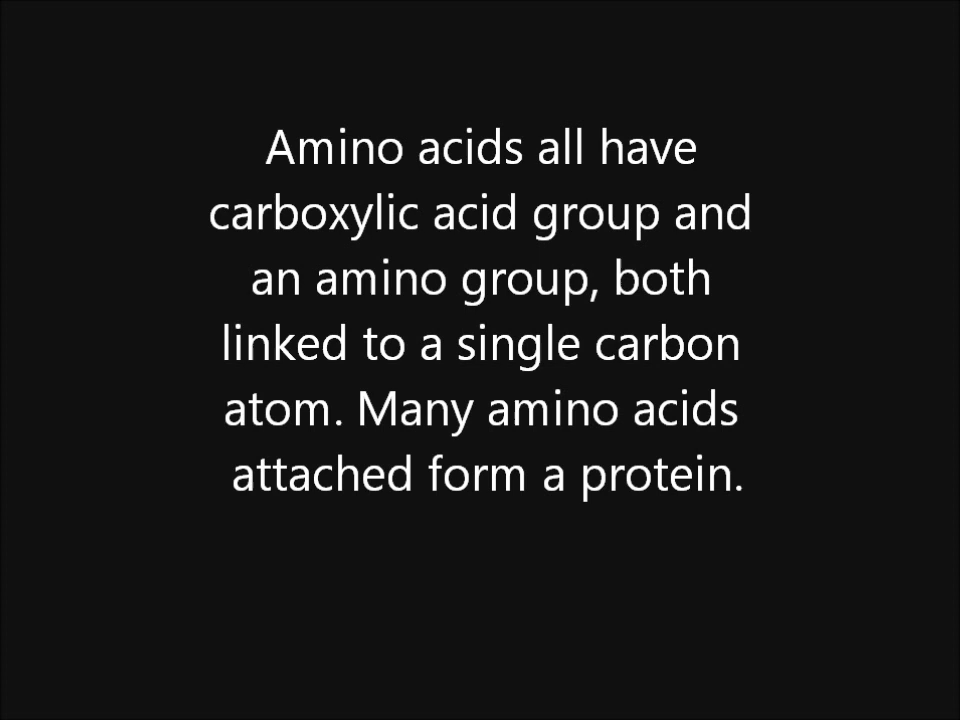 Amino acids all have
carboxylic acid group and
an amino group, both
linked to a single carbon
atom. Many amino acids
attached form a protein.